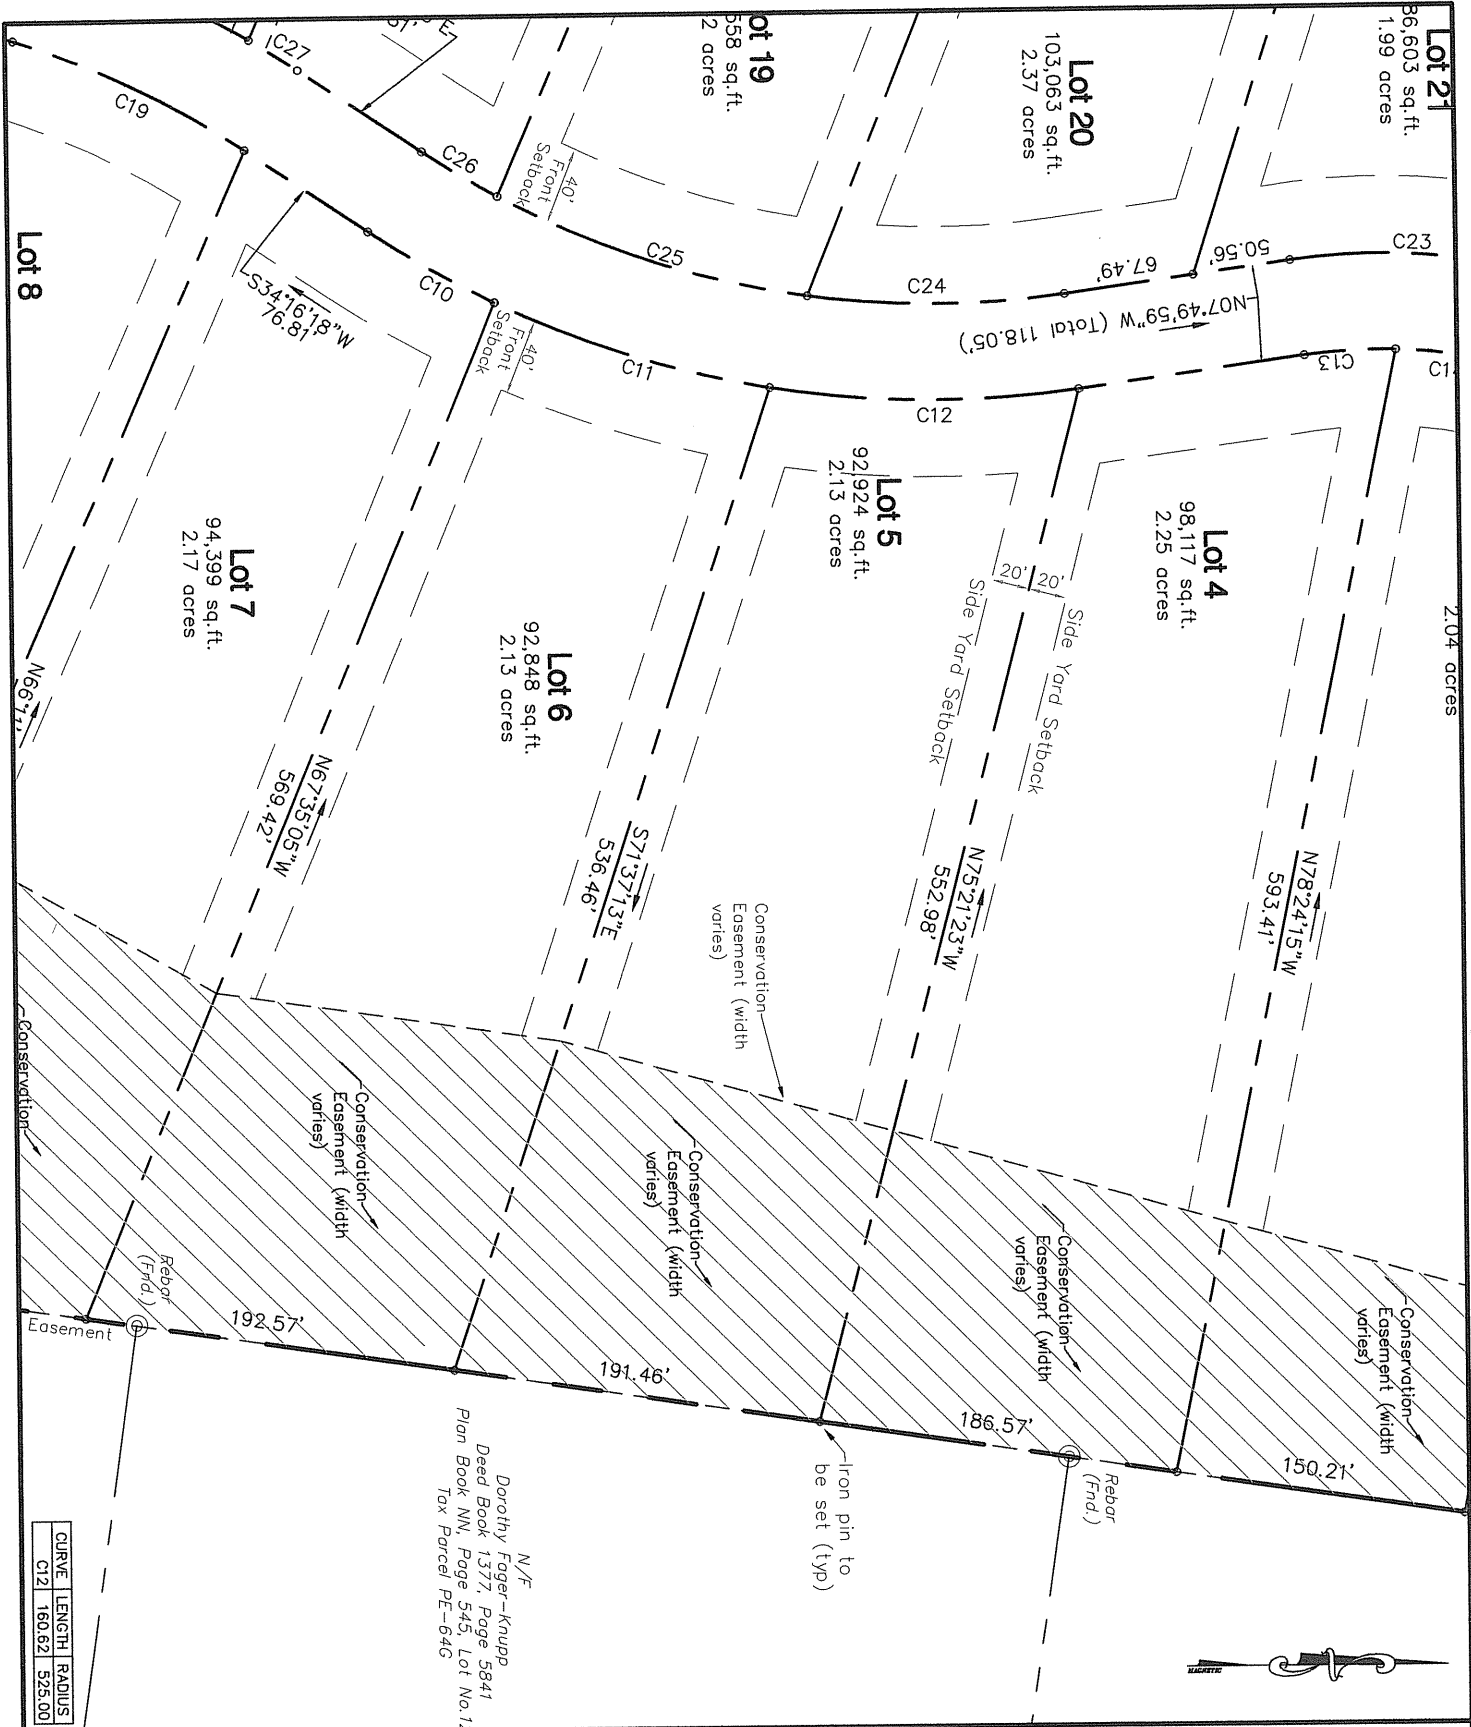 Lot 21
86,603 sq.ft.
1.99 acres
Lot 20
103,063 sq.ft.
2.37 acres
Lot 19
558 sq.ft.
2 acres
C27
C19
C26
40'
Front
Setback
C25
C24
67.49'
50.56'
C23
N07°49'59"W (Total 118.05')
S34°16'18"W
76.81'
C10
40'
Front
Setback
C11
C12
C13
Lot 8
Lot 7
94,399 sq.ft.
2.17 acres
Lot 6
92,848 sq.ft.
2.13 acres
Lot 5
92,924 sq.ft.
2.13 acres
Lot 4
98,117 sq.ft.
2.25 acres
2.04 acres
20'
20'
Side Yard Setback
Side Yard Setback
N67°35'05"W
569.42'
S71°37'13"E
536.46'
N75°21'23"W
552.98'
N78°24'15"W
593.41'
Conservation
Easement (width
varies)
Conservation
Conservation
Easement (width
varies)
Conservation
Easement (width
varies)
Conservation
Easement (width
varies)
Conservation
Easement (width
varies)
Easement
Rebar
(Fnd.)
192.57'
191.46'
186.57'
150.21'
Rebar
(Fnd.)
Iron pin to
be set (typ)
N/F
Dorothy Fager-Knupp
Deed Book 1377, Page 5841
Plan Book NN, Page 545, Lot No.
Tax Parcel PE-64G
MAGNETIC
CURVE LENGTH RADIUS
C12 160.62 525.00